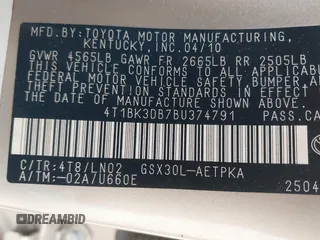 MFD. BY: TOYOTA MOTOR MANUFACTURING,
KENTUCKY, INC. 04/10
GVWR 4565LB GAWR FR 2665LB RR 2505LB
THIS VEHICLE CONFORMS TO ALL APPLICABLE
FEDERAL MOTOR VEHICLE SAFETY,
BUMPER, AND THEFT PREVENTION
STANDARDS IN EFFECT ON THE DATE OF
MANUFACTURE SHOWN ABOVE.
4T1BK3DB7BU374791 PASS.CA
C/TR: 4T8/LN02 GSX30L-AETPKA
A/TM: -02A/U660E
2504
DREAMBID